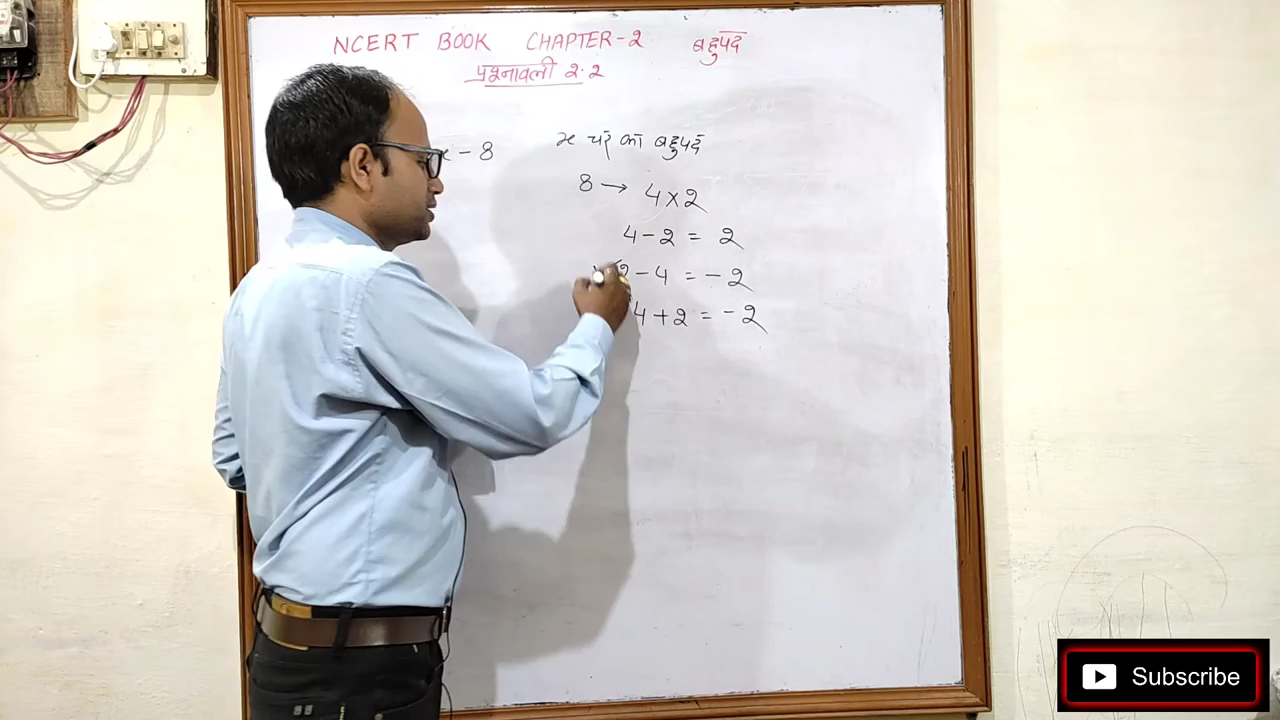 NCERT BOOK CHAPTER-2 बहुपद
प्रश्नावली 2.2
x - 8
x चर का बहुपद
8 → 4×2
4-2 = 2
2-4 = -2
4+2 = -2
Subscribe